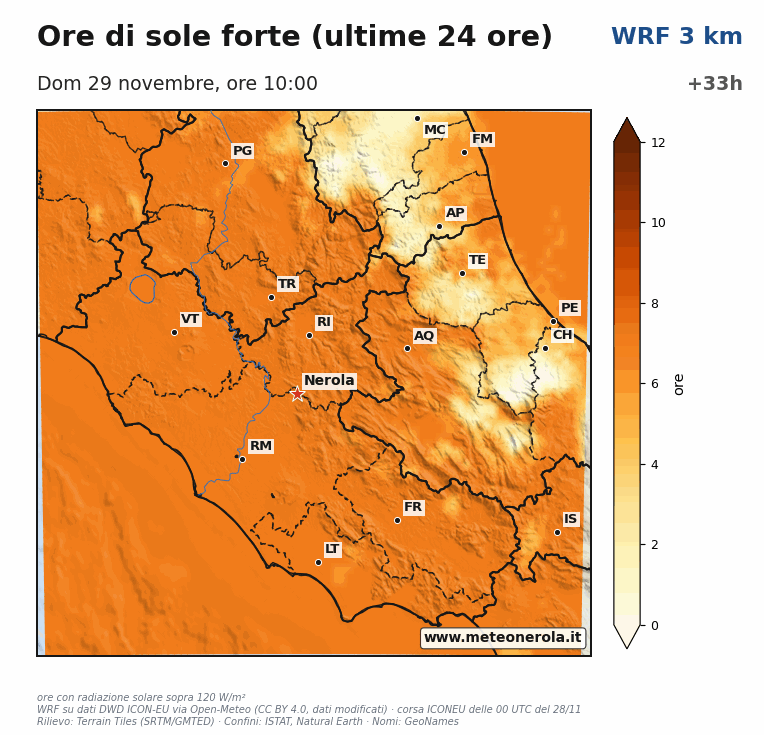 Ore di sole forte (ultime 24 ore)
WRF 3 km
Dom 29 novembre, ore 10:00
+33h
MC
FM
PG
AP
TE
TR
PE
VT
RI
CH
AQ
Nerola
RM
FR
IS
LT
www.meteonerola.it
12
10
8
6
4
2
0
ore
ore con radiazione solare sopra 120 W/m²
WRF su dati DWD ICON-EU via Open-Meteo (CC BY 4.0, dati modificati) · corsa ICONEU delle 00 UTC del 28/11
Rilievo: Terrain Tiles (SRTM/GMTED) · Confini: ISTAT, Natural Earth · Nomi: GeoNames